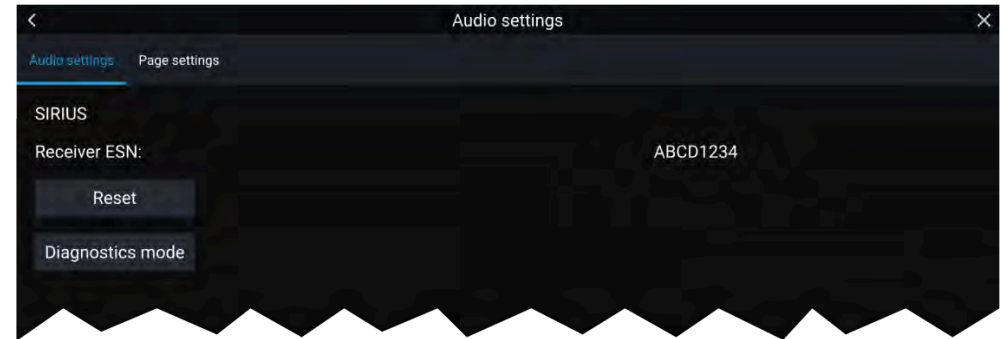 Audio settings
Audio settings Page settings
SIRIUS
Receiver ESN: ABCD1234
Reset
Diagnostics mode